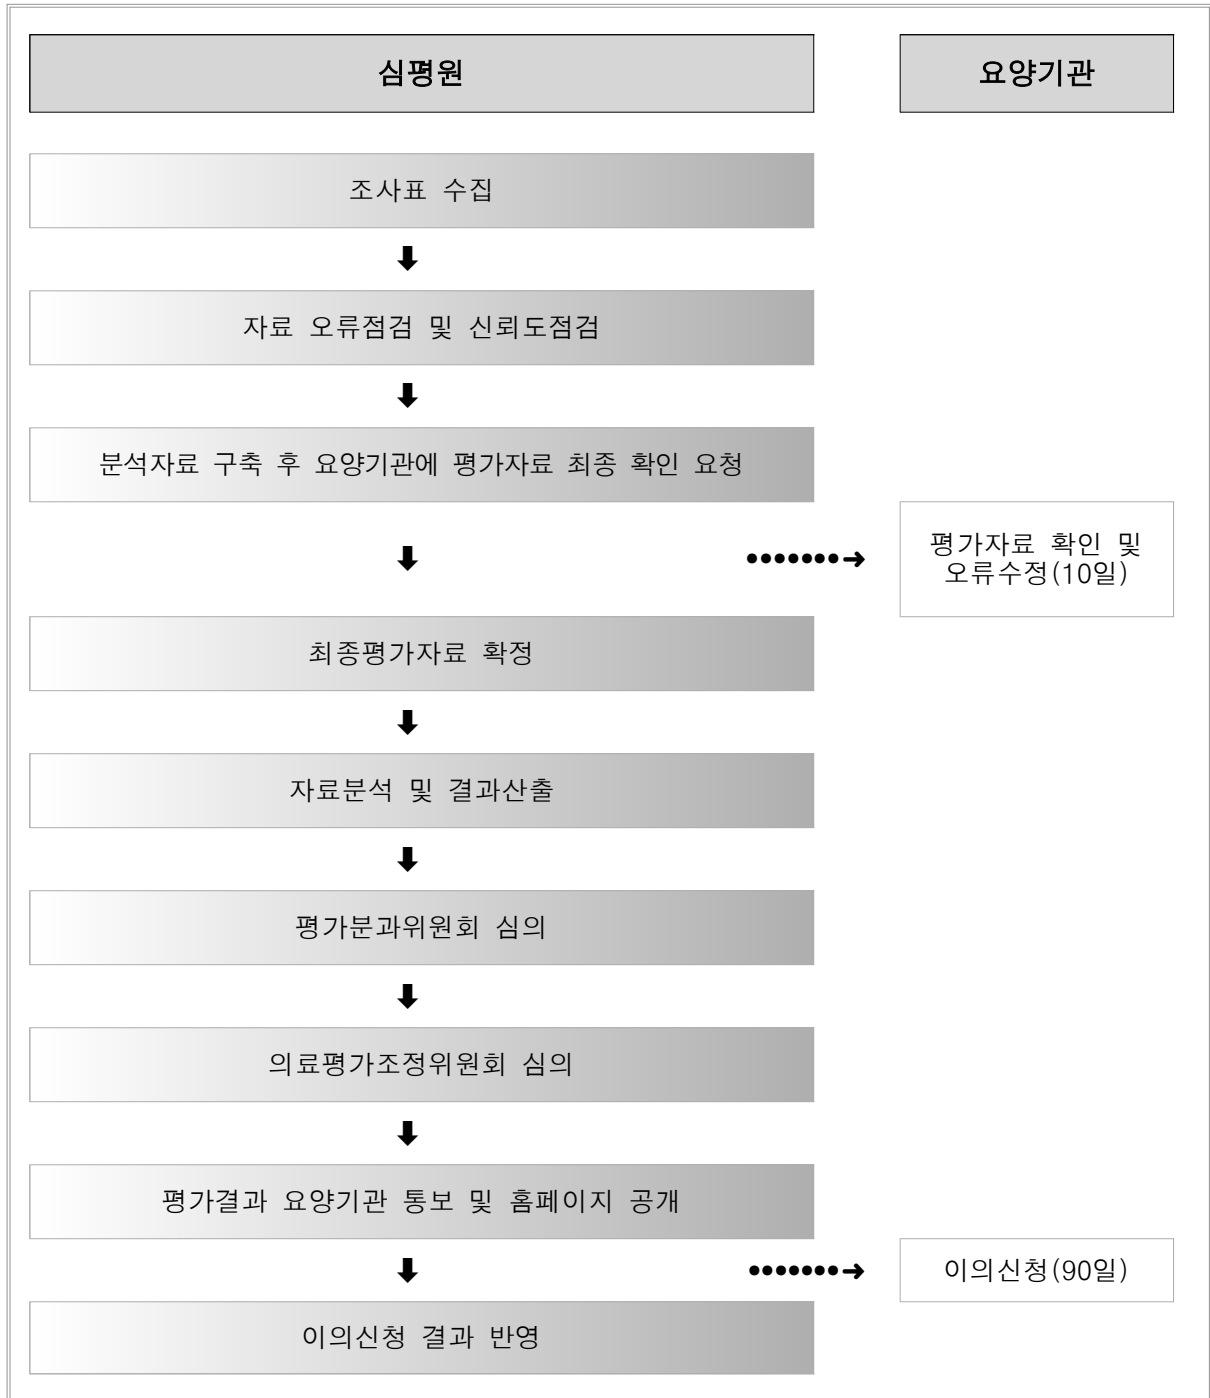 심평원
요양기관
조사표 수집
자료 오류점검 및 신뢰도점검
분석자료 구축 후 요양기관에 평가자료 최종 확인 요청
평가자료 확인 및
오류수정(10일)
최종평가자료 확정
자료분석 및 결과산출
평가분과위원회 심의
의료평가조정위원회 심의
평가결과 요양기관 통보 및 홈페이지 공개
이의신청(90일)
이의신청 결과 반영